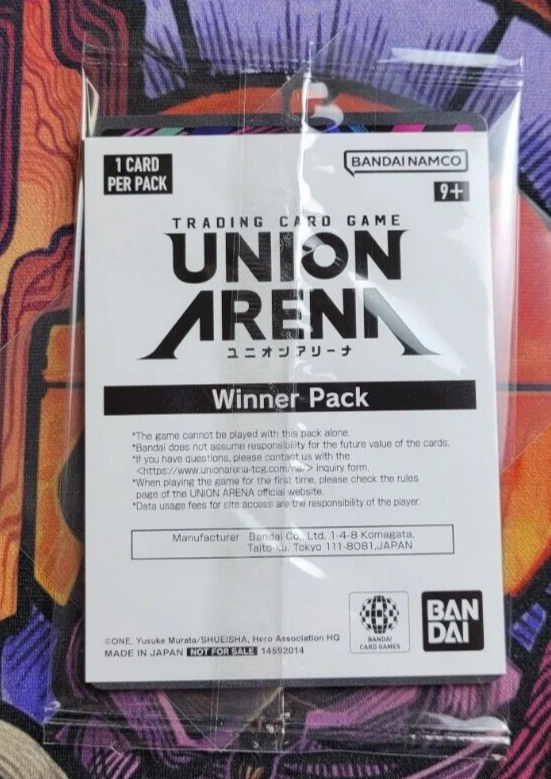 1 CARD
PER PACK
BANDAI NAMCO
9+
TRADING CARD GAME
UNION
ARENA
ユニオンアリーナ
Winner Pack
*The game cannot be played with this pack alone.
*Bandai does not assume responsibility for the future value of the cards.
*If you have questions, please contact us with the
<https://www.unionarena-tcg.com/na/> inquiry form.
*When playing the game for the first time, please check the rules
page of the UNION ARENA official website.
*Data usage fees for site access are the responsibility of the player.
Manufacturer Bandai Co., Ltd. 1-4-8 Komagata,
Taito-ku, Tokyo 111-8081,JAPAN
©ONE, Yusuke Murata/SHUEISHA, Hero Association HQ
MADE IN JAPAN NOT FOR SALE 14592014
BANDAI
CARD GAMES
BAN
DAI